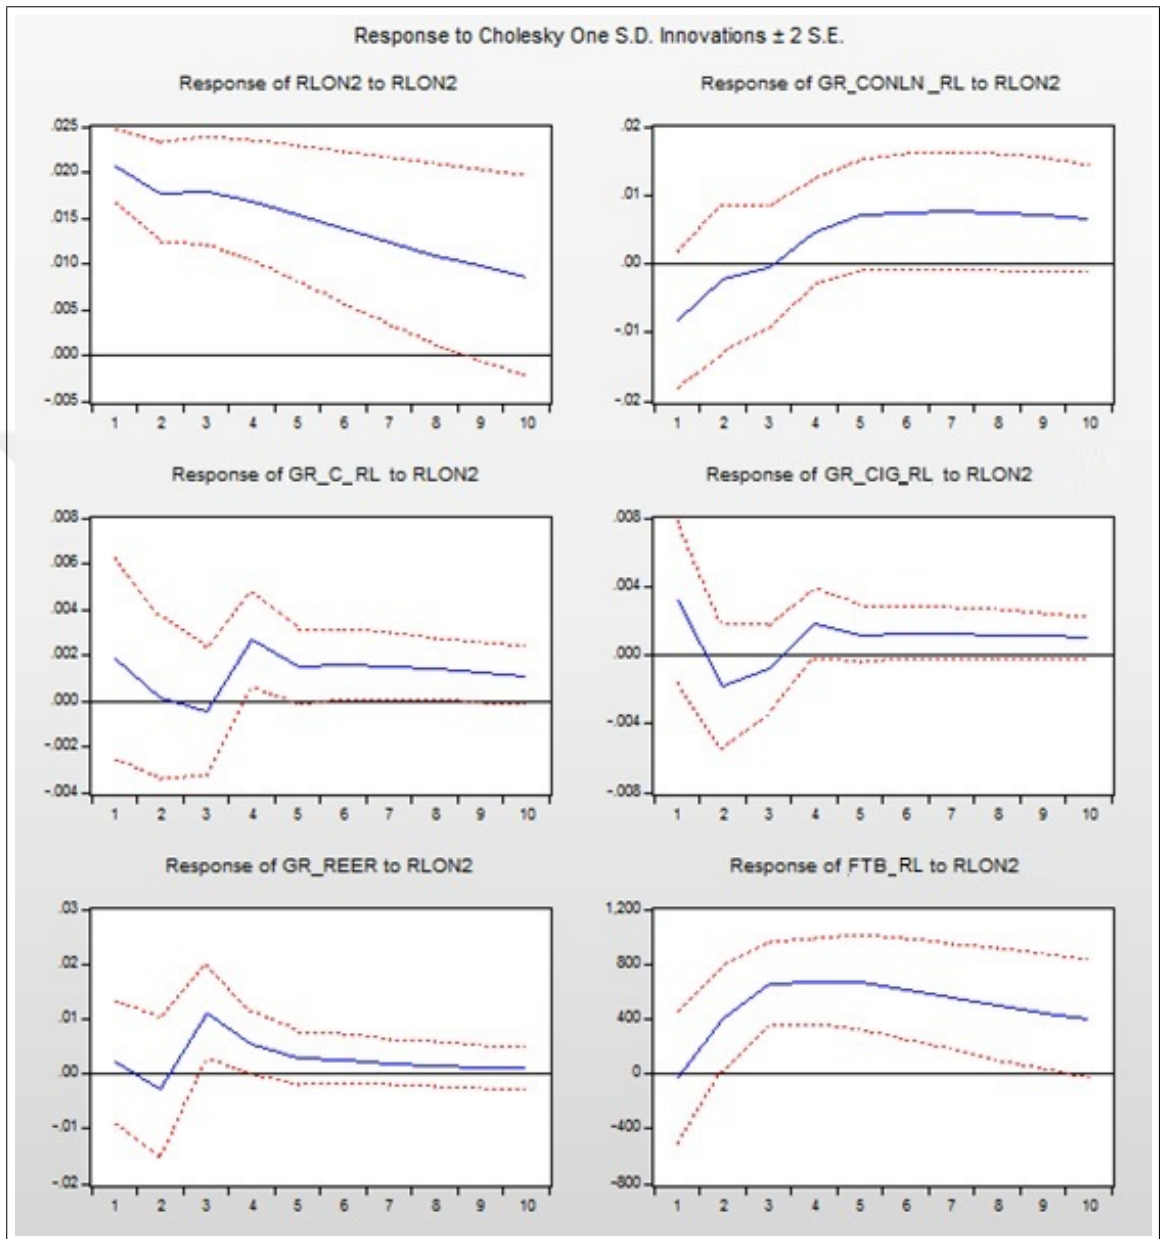 Response to Cholesky One S.D. Innovations ± 2 S.E.
Response of RLON2 to RLON2
.025
.020
.015
.010
.005
.000
-.005
1 2 3 4 5 6 7 8 9 10
Response of GR_CONLN_RL to RLON2
.02
.01
.00
-.01
-.02
1 2 3 4 5 6 7 8 9 10
Response of GR_C_RL to RLON2
.008
.006
.004
.002
.000
-.002
-.004
1 2 3 4 5 6 7 8 9 10
Response of GR_CIG_RL to RLON2
.008
.004
.000
-.004
-.008
1 2 3 4 5 6 7 8 9 10
Response of GR_REER to RLON2
.03
.02
.01
.00
-.01
-.02
1 2 3 4 5 6 7 8 9 10
Response of FTB_RL to RLON2
1,200
800
400
0
-400
-800
1 2 3 4 5 6 7 8 9 10